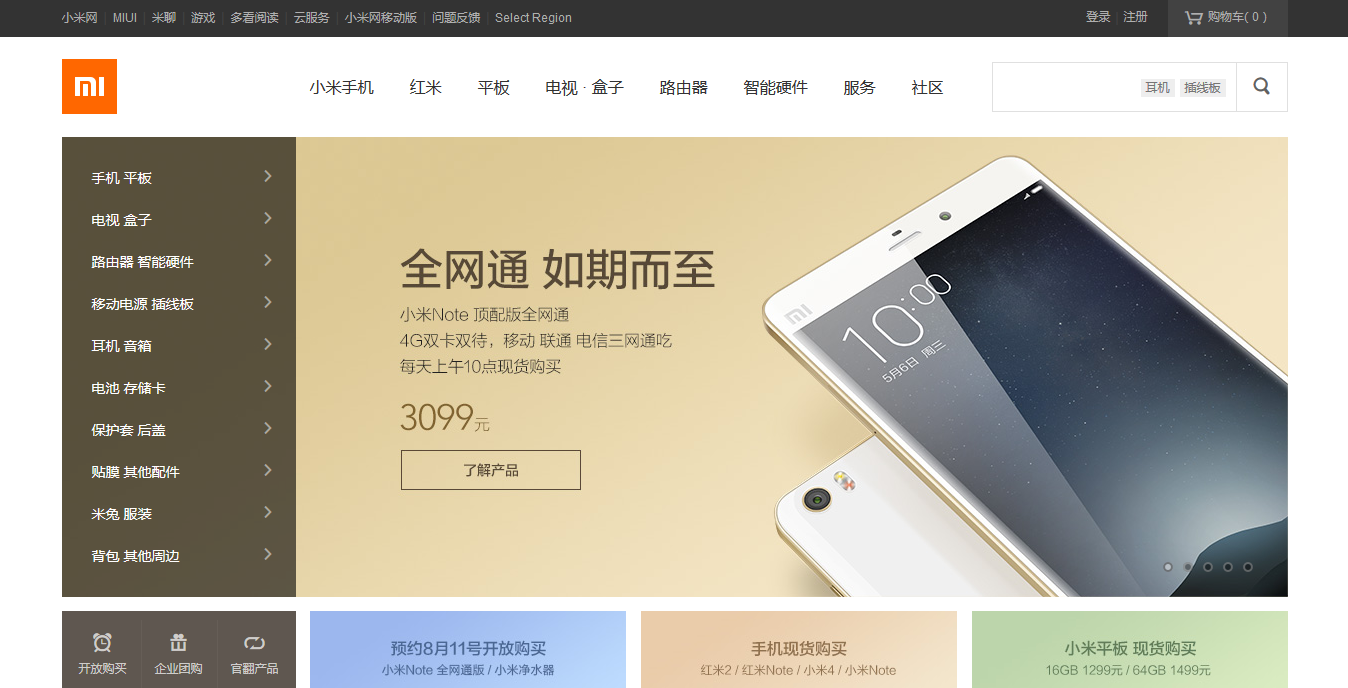 小米网 MIUI 米聊 游戏 多看阅读 云服务 小米网移动版 问题反馈 Select Region 登录 注册 购物车( 0 )
小米手机 红米 平板 电视 · 盒子 路由器 智能硬件 服务 社区 耳机 插线板
手机 平板
电视 盒子
路由器 智能硬件
移动电源 插线板
耳机 音箱
电池 存储卡
保护套 后盖
贴膜 其他配件
米兔 服装
背包 其他周边
全网通 如期而至
小米Note 顶配版全网通
4G双卡双待，移动 联通 电信三网通吃
每天上午10点现货购买
3099元
了解产品
MI
10:00
5月6日 周三
开放购买 企业团购 官翻产品
预约8月11号开放购买
小米Note 全网通版 / 小米净水器
手机现货购买
红米2 / 红米Note / 小米4 / 小米Note
小米平板 现货购买
16GB 1299元 / 64GB 1499元